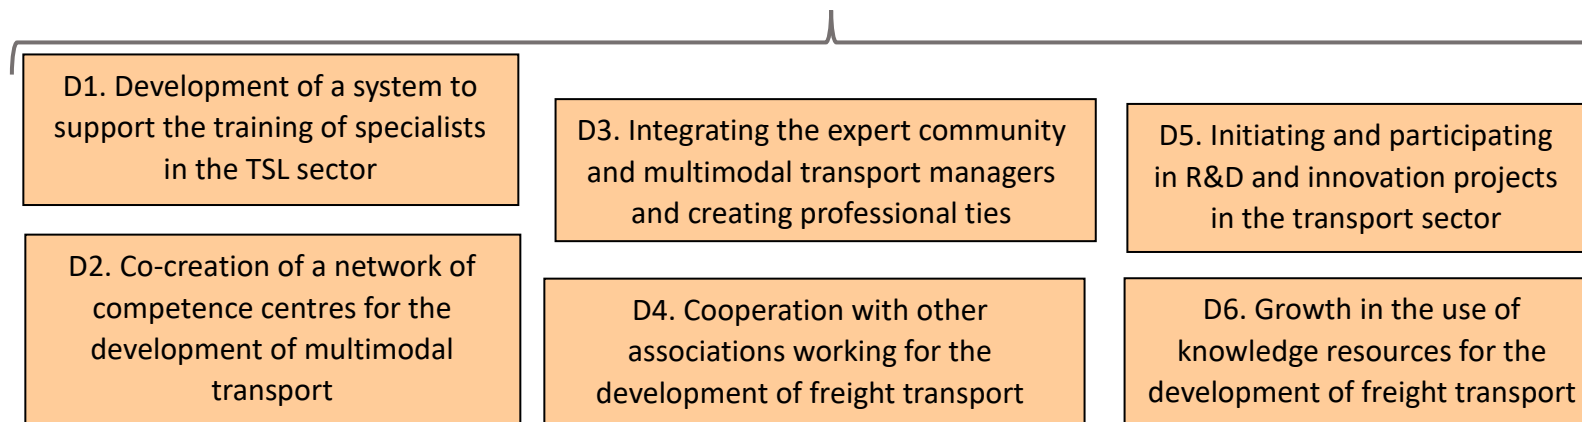 D1. Development of a system to
support the training of specialists
in the TSL sector
D2. Co-creation of a network of
competence centres for the
development of multimodal
transport
D3. Integrating the expert community
and multimodal transport managers
and creating professional ties
D4. Cooperation with other
associations working for the
development of freight transport
D5. Initiating and participating
in R&D and innovation projects
in the transport sector
D6. Growth in the use of
knowledge resources for the
development of freight transport